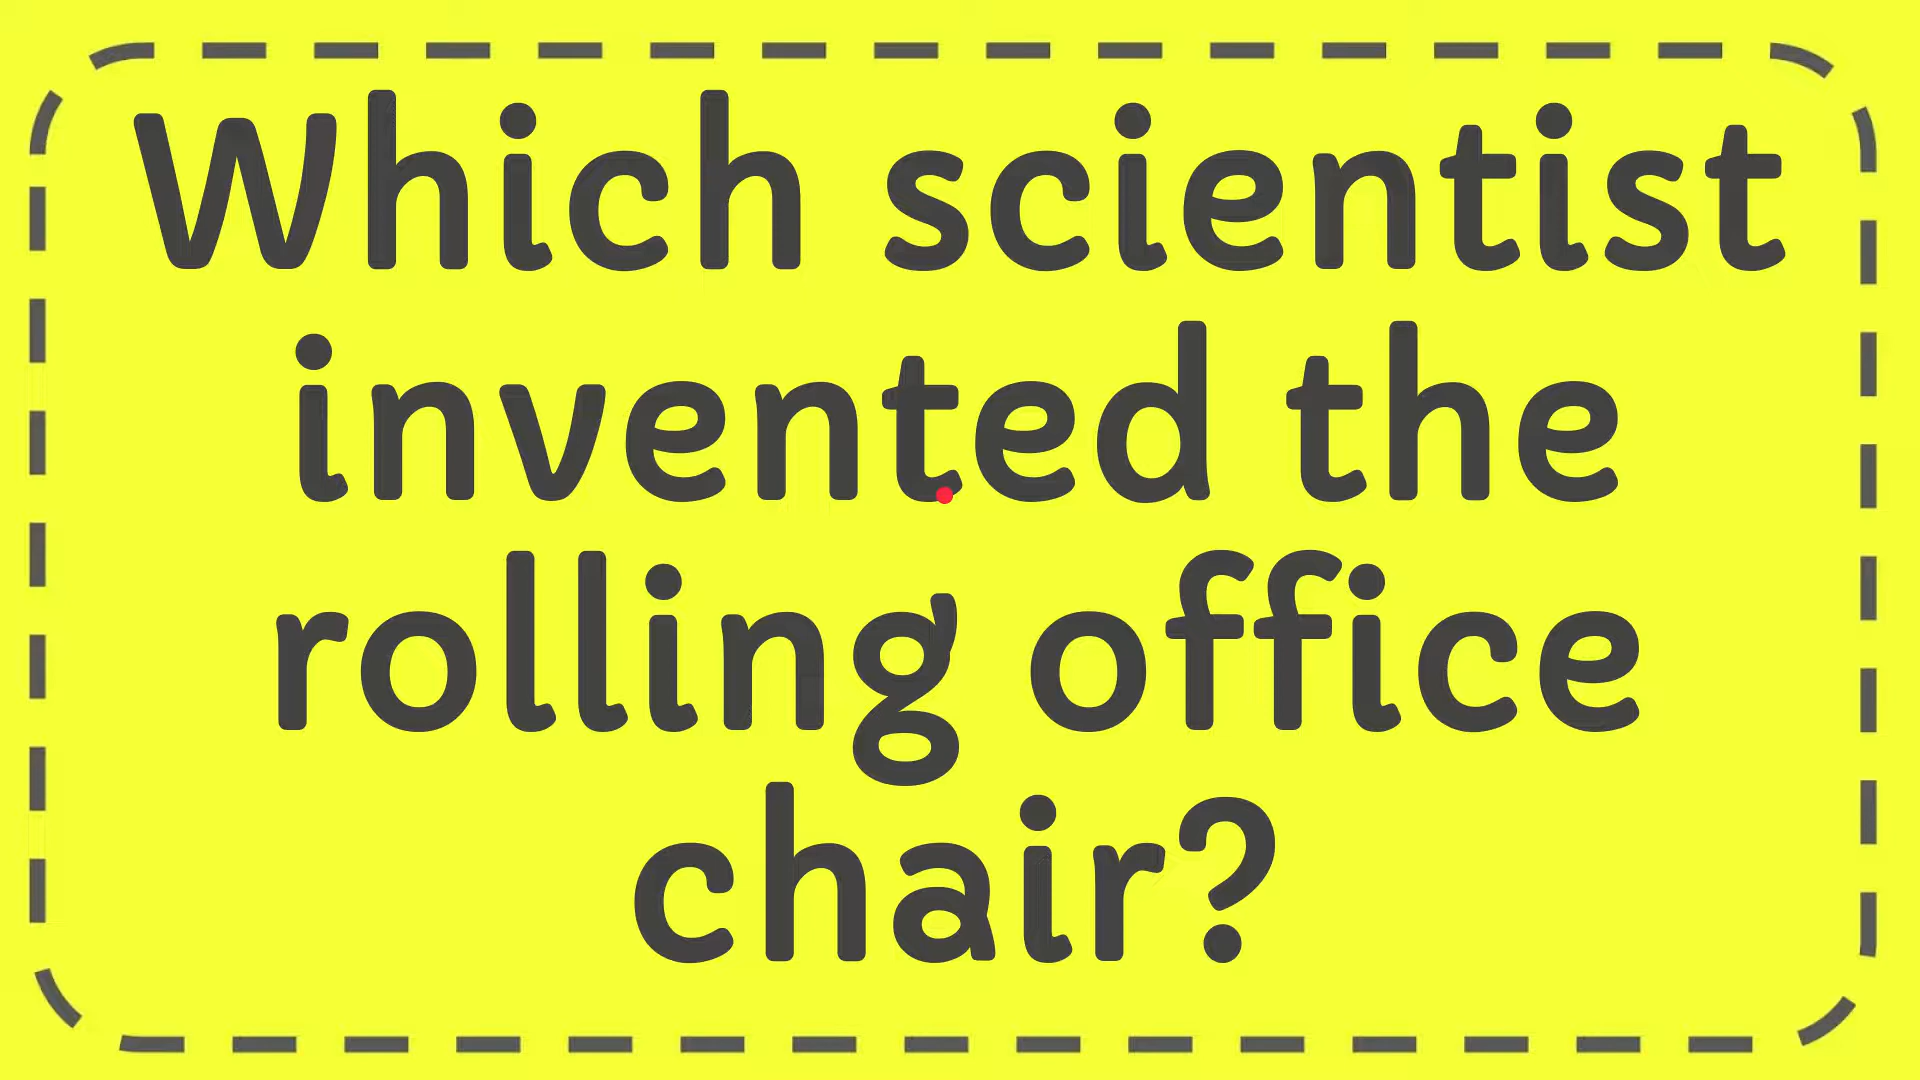 Which scientist
invented the
rolling office
chair?